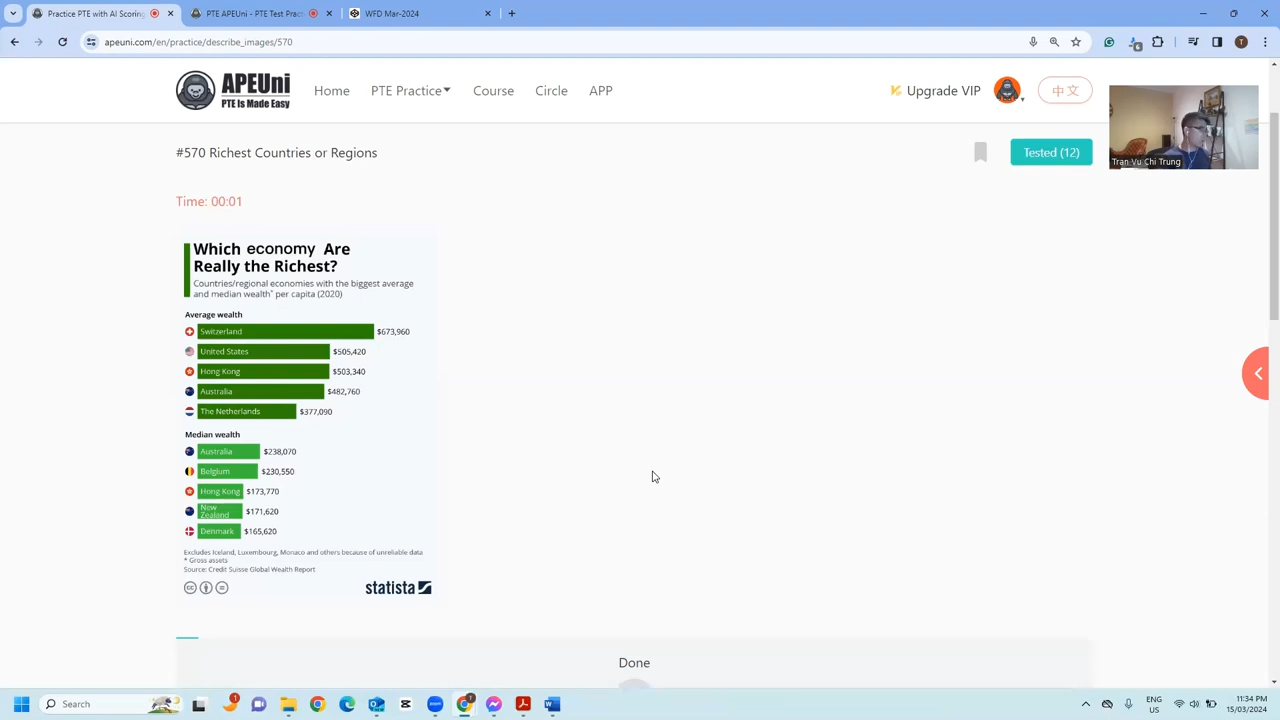 Practice PTE with AI Scoring
WFD Mar-2024
apeuni.com/en/practice/describe_images/570
APEUni
PTE Is Made Easy
Home
PTE Practice
Course
Circle
APP
Upgrade VIP
中文
#570 Richest Countries or Regions
Tested (12)
Tran Vu Chi Trung
Time: 00:01
Which economy Are
Really the Richest?
Countries/regional economies with the biggest average
and median wealth* per capita (2020)
Average wealth
Switzerland $673,960
United States $505,420
Hong Kong $503,340
Australia $482,760
The Netherlands $377,090
Median wealth
Australia $238,070
Belgium $230,550
Hong Kong $173,770
New
Zealand $171,620
Denmark $165,620
Excludes Iceland, Luxembourg, Monaco and others because of unreliable data
* Gross assets
Source: Credit Suisse Global Wealth Report
statista
Done
Search
ENG
US
11:34 PM
15/03/2024